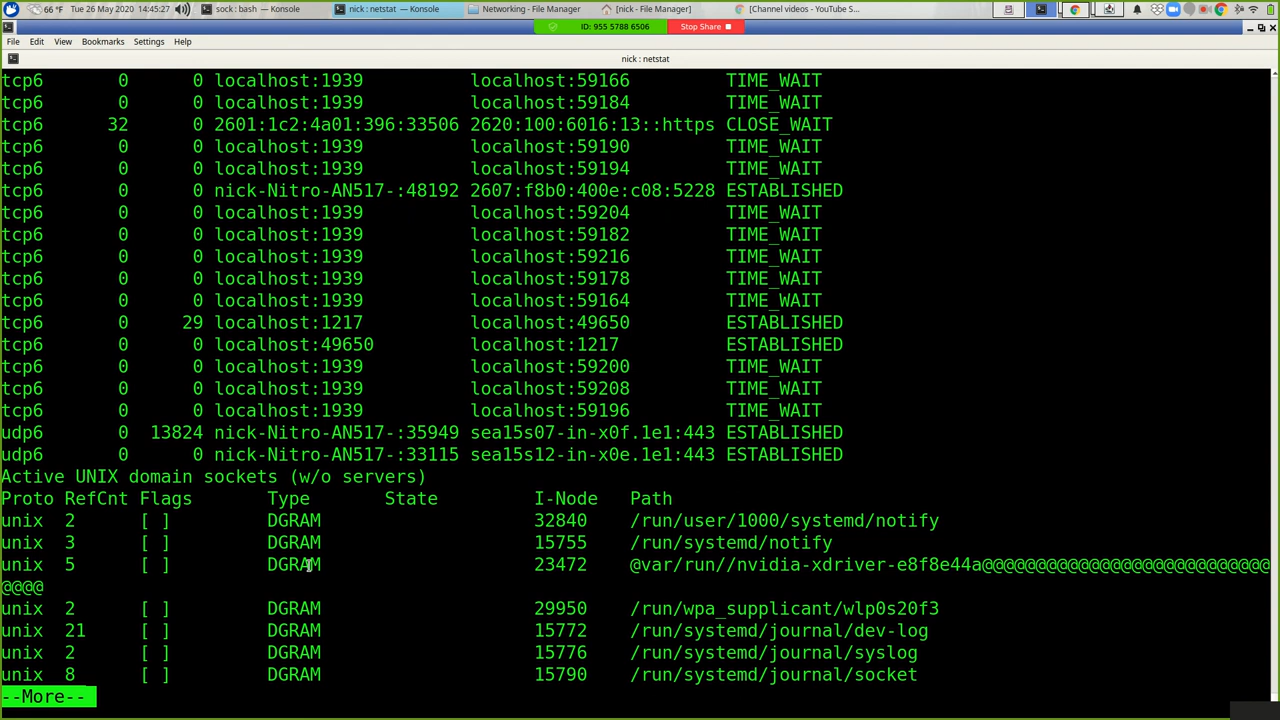 66 °F Tue 26 May 2020 14:45:27 sock : bash — Konsole nick : netstat — Konsole Networking - File Manager [nick - File Manager] [Channel videos - YouTube S...
ID: 955 5788 6506 Stop Share
File Edit View Bookmarks Settings Help
nick : netstat
tcp6 0 0 localhost:1939 localhost:59166 TIME_WAIT
tcp6 0 0 localhost:1939 localhost:59184 TIME_WAIT
tcp6 32 0 2601:1c2:4a01:396:33506 2620:100:6016:13::https CLOSE_WAIT
tcp6 0 0 localhost:1939 localhost:59190 TIME_WAIT
tcp6 0 0 localhost:1939 localhost:59194 TIME_WAIT
tcp6 0 0 nick-Nitro-AN517-:48192 2607:f8b0:400e:c08:5228 ESTABLISHED
tcp6 0 0 localhost:1939 localhost:59204 TIME_WAIT
tcp6 0 0 localhost:1939 localhost:59182 TIME_WAIT
tcp6 0 0 localhost:1939 localhost:59216 TIME_WAIT
tcp6 0 0 localhost:1939 localhost:59178 TIME_WAIT
tcp6 0 0 localhost:1939 localhost:59164 TIME_WAIT
tcp6 0 29 localhost:1217 localhost:49650 ESTABLISHED
tcp6 0 0 localhost:49650 localhost:1217 ESTABLISHED
tcp6 0 0 localhost:1939 localhost:59200 TIME_WAIT
tcp6 0 0 localhost:1939 localhost:59208 TIME_WAIT
tcp6 0 0 localhost:1939 localhost:59196 TIME_WAIT
udp6 0 13824 nick-Nitro-AN517-:35949 sea15s07-in-x0f.1e1:443 ESTABLISHED
udp6 0 0 nick-Nitro-AN517-:33115 sea15s12-in-x0e.1e1:443 ESTABLISHED
Active UNIX domain sockets (w/o servers)
Proto RefCnt Flags Type State I-Node Path
unix 2 [ ] DGRAM 32840 /run/user/1000/systemd/notify
unix 3 [ ] DGRAM 15755 /run/systemd/notify
unix 5 [ ] DGRAM 23472 @var/run//nvidia-xdriver-e8f8e44a@@@@@@@@@@@@@@@@@@@@@@@@@@@
@@@@
unix 2 [ ] DGRAM 29950 /run/wpa_supplicant/wlp0s20f3
unix 21 [ ] DGRAM 15772 /run/systemd/journal/dev-log
unix 2 [ ] DGRAM 15776 /run/systemd/journal/syslog
unix 8 [ ] DGRAM 15790 /run/systemd/journal/socket
--More--